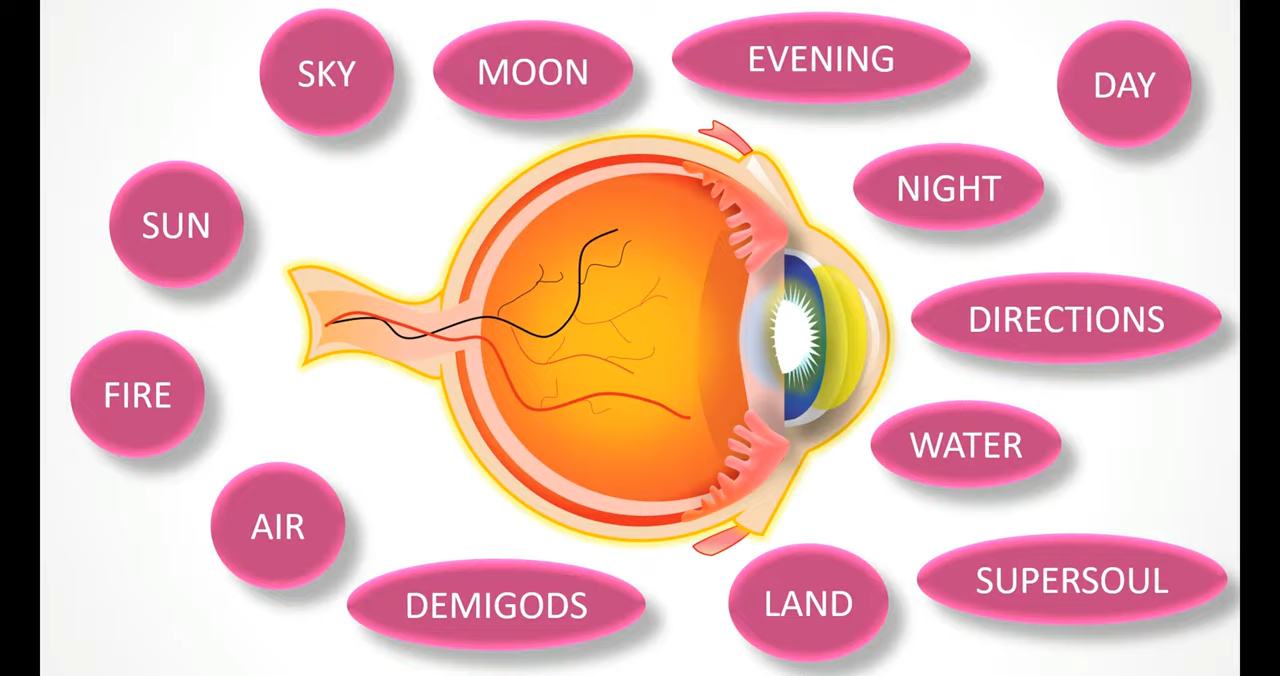 SKY
MOON
EVENING
DAY
NIGHT
SUN
DIRECTIONS
FIRE
WATER
AIR
DEMIGODS
LAND
SUPERSOUL